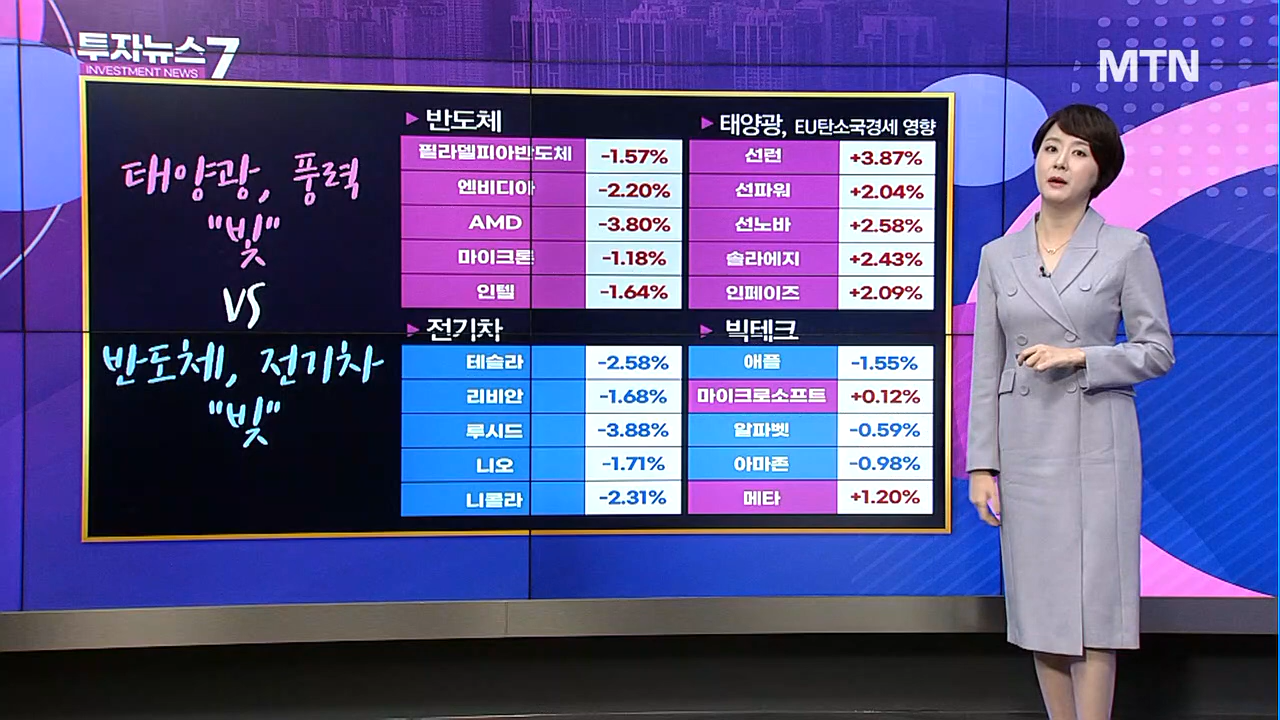 투자뉴스 7
INVESTMENT NEWS
MTN
태양광, 풍력
"빛"
VS
반도체, 전기차
"빚"
▶ 반도체
필라델피아반도체 -1.57%
엔비디아 -2.20%
AMD -3.80%
마이크론 -1.18%
인텔 -1.64%
▶ 태양광, EU탄소국경세 영향
선런 +3.87%
선파워 +2.04%
선노바 +2.58%
솔라에지 +2.43%
인페이즈 +2.09%
▶ 전기차
테슬라 -2.58%
리비안 -1.68%
루시드 -3.88%
니오 -1.71%
니콜라 -2.31%
▶ 빅테크
애플 -1.55%
마이크로소프트 +0.12%
알파벳 -0.59%
아마존 -0.98%
메타 +1.20%